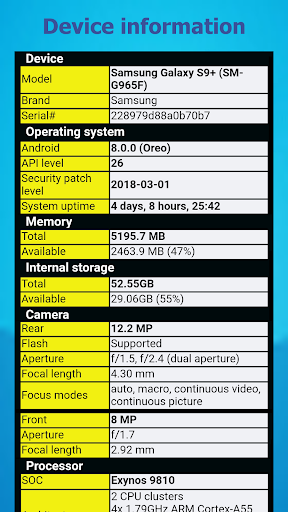 Device information
Device
Model Samsung Galaxy S9+ (SM-
G965F)
Brand Samsung
Serial# 228979d88a0b70b7
Operating system
Android 8.0.0 (Oreo)
API level 26
Security patch
level 2018-03-01
System uptime 4 days, 8 hours, 25:42
Memory
Total 5195.7 MB
Available 2463.9 MB (47%)
Internal storage
Total 52.55GB
Available 29.06GB (55%)
Camera
Rear 12.2 MP
Flash Supported
Aperture f/1.5, f/2.4 (dual aperture)
Focal length 4.30 mm
Focus modes auto, macro, continuous video,
continuous picture
Front 8 MP
Aperture f/1.7
Focal length 2.92 mm
Processor
SOC Exynos 9810
2 CPU clusters
4x 1.79GHz ARM Cortex-A55